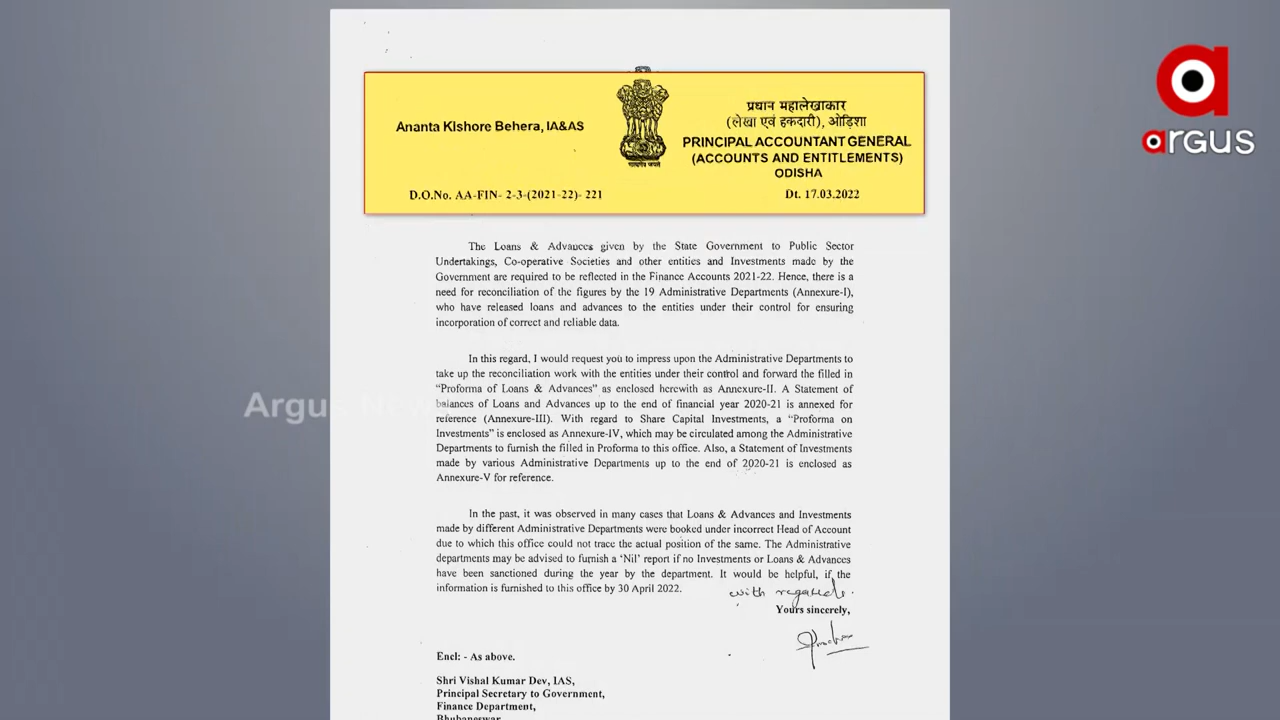 Ananta KIshore Behera, IA&AS
सत्यमेव जयते
प्रधान महालेखाकार
(लेखा एवं हकदारी), ओड़िशा
PRINCIPAL ACCOUNTANT GENERAL
(ACCOUNTS AND ENTITLEMENTS)
ODISHA
D.O.No. AA-FIN- 2-3-(2021-22)- 221
Dt. 17.03.2022
argus
The Loans & Advances given by the State Government to Public Sector
Undertakings, Co-operative Societies and other entities and Investments made by the
Government are required to be reflected in the Finance Accounts 2021-22. Hence, there is a
need for reconciliation of the figures by the 19 Administrative Departments (Annexure-I),
who have released loans and advances to the entities under their control for ensuring
incorporation of correct and reliable data.
In this regard, I would request you to impress upon the Administrative Departments to
take up the reconciliation work with the entities under their control and forward the filled in
“Proforma of Loans & Advances” as enclosed herewith as Annexure-II. A Statement of
balances of Loans and Advances up to the end of financial year 2020-21 is annexed for
reference (Annexure-III). With regard to Share Capital Investments, a “Proforma on
Investments” is enclosed as Annexure-IV, which may be circulated among the Administrative
Departments to furnish the filled in Proforma to this office. Also, a Statement of Investments
made by various Administrative Departments up to the end of 2020-21 is enclosed as
Annexure-V for reference.
Argus News
In the past, it was observed in many cases that Loans & Advances and Investments
made by different Administrative Departments were booked under incorrect Head of Account
due to which this office could not trace the actual position of the same. The Administrative
departments may be advised to furnish a ‘Nil’ report if no Investments or Loans & Advances
have been sanctioned during the year by the department. It would be helpful, if the
information is furnished to this office by 30 April 2022.
with regards.
Yours sincerely,
Encl: - As above.
Shri Vishal Kumar Dev, IAS,
Principal Secretary to Government,
Finance Department,
Bhubaneswar